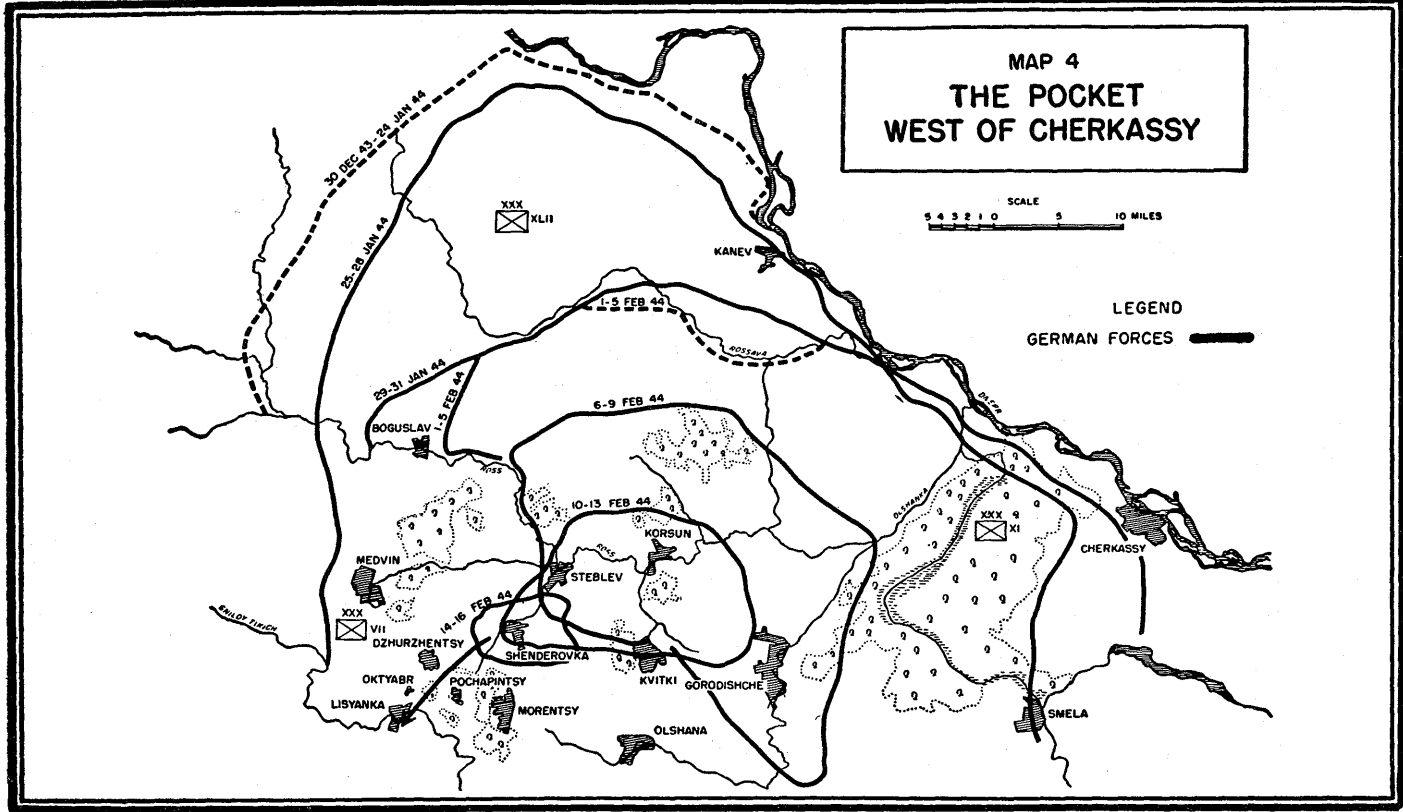 MAP 4
THE POCKET
WEST OF CHERKASSY
SCALE
5 4 3 2 1 0 5 10 MILES
LEGEND
GERMAN FORCES
30 DEC 43-24 JAN 44
25-28 JAN 44
XXX
XLII
KANEV
1-5 FEB 44
ROSSAVA
29-31 JAN 44
1-5 FEB 44
6-9 FEB 44
DNEPR
BOGUSLAV
ROSS
10-13 FEB 44
OLSHANKA
XXX
XI
CHERKASSY
KORSUN
ROSS
MEDVIN
STEBLEV
14-16 FEB 44
GNILOY TIKICH
XXX
VII
DZHURZHENTSY
SHENDEROVKA
KVITKI
GORODISHCHE
OKTYABR
POCHAPINTSY
LISYANKA
MORENTSY
SMELA
OLSHANA